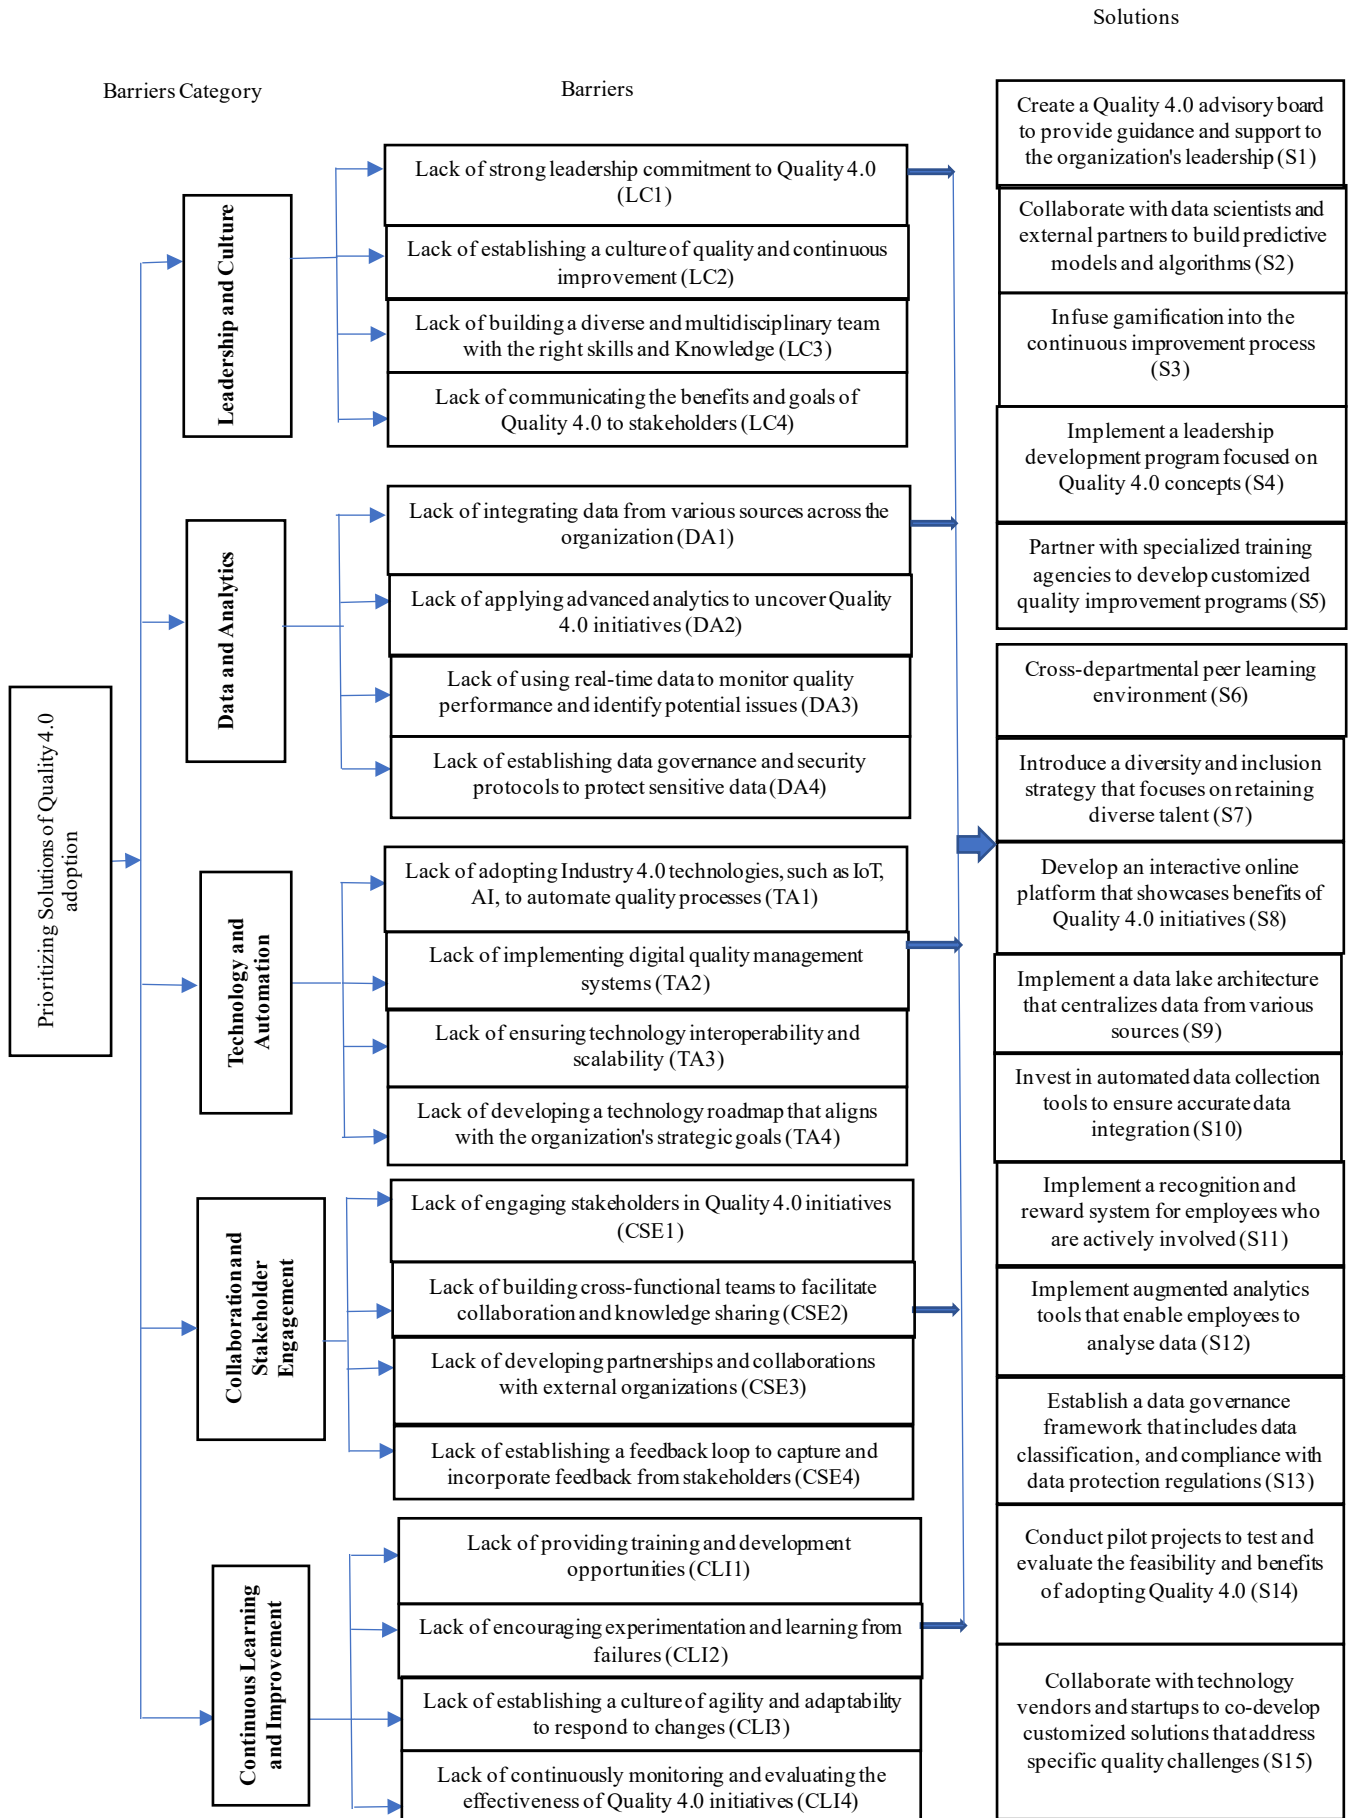 Solutions
Barriers Category
Barriers
Prioritizing Solutions of Quality 4.0
adoption
Leadership and Culture
Lack of strong leadership commitment to Quality 4.0
(LC1)
Lack of establishing a culture of quality and continuous
improvement (LC2)
Lack of building a diverse and multidisciplinary team
with the right skills and Knowledge (LC3)
Lack of communicating the benefits and goals of
Quality 4.0 to stakeholders (LC4)
Data and Analytics
Lack of integrating data from various sources across the
organization (DA1)
Lack of applying advanced analytics to uncover Quality
4.0 initiatives (DA2)
Lack of using real-time data to monitor quality
performance and identify potential issues (DA3)
Lack of establishing data governance and security
protocols to protect sensitive data (DA4)
Technology and
Automation
Lack of adopting Industry 4.0 technologies, such as IoT,
AI, to automate quality processes (TA1)
Lack of implementing digital quality management
systems (TA2)
Lack of ensuring technology interoperability and
scalability (TA3)
Lack of developing a technology roadmap that aligns
with the organization's strategic goals (TA4)
Collaboration and
Stakeholder
Engagement
Lack of engaging stakeholders in Quality 4.0 initiatives
(CSE1)
Lack of building cross-functional teams to facilitate
collaboration and knowledge sharing (CSE2)
Lack of developing partnerships and collaborations
with external organizations (CSE3)
Lack of establishing a feedback loop to capture and
incorporate feedback from stakeholders (CSE4)
Continuous Learning
and Improvement
Lack of providing training and development
opportunities (CLI1)
Lack of encouraging experimentation and learning from
failures (CLI2)
Lack of establishing a culture of agility and adaptability
to respond to changes (CLI3)
Lack of continuously monitoring and evaluating the
effectiveness of Quality 4.0 initiatives (CLI4)
Create a Quality 4.0 advisory board
to provide guidance and support to
the organization's leadership (S1)
Collaborate with data scientists and
external partners to build predictive
models and algorithms (S2)
Infuse gamification into the
continuous improvement process
(S3)
Implement a leadership
development program focused on
Quality 4.0 concepts (S4)
Partner with specialized training
agencies to develop customized
quality improvement programs (S5)
Cross-departmental peer learning
environment (S6)
Introduce a diversity and inclusion
strategy that focuses on retaining
diverse talent (S7)
Develop an interactive online
platform that showcases benefits of
Quality 4.0 initiatives (S8)
Implement a data lake architecture
that centralizes data from various
sources (S9)
Invest in automated data collection
tools to ensure accurate data
integration (S10)
Implement a recognition and
reward system for employees who
are actively involved (S11)
Implement augmented analytics
tools that enable employees to
analyse data (S12)
Establish a data governance
framework that includes data
classification, and compliance with
data protection regulations (S13)
Conduct pilot projects to test and
evaluate the feasibility and benefits
of adopting Quality 4.0 (S14)
Collaborate with technology
vendors and startups to co-develop
customized solutions that address
specific quality challenges (S15)